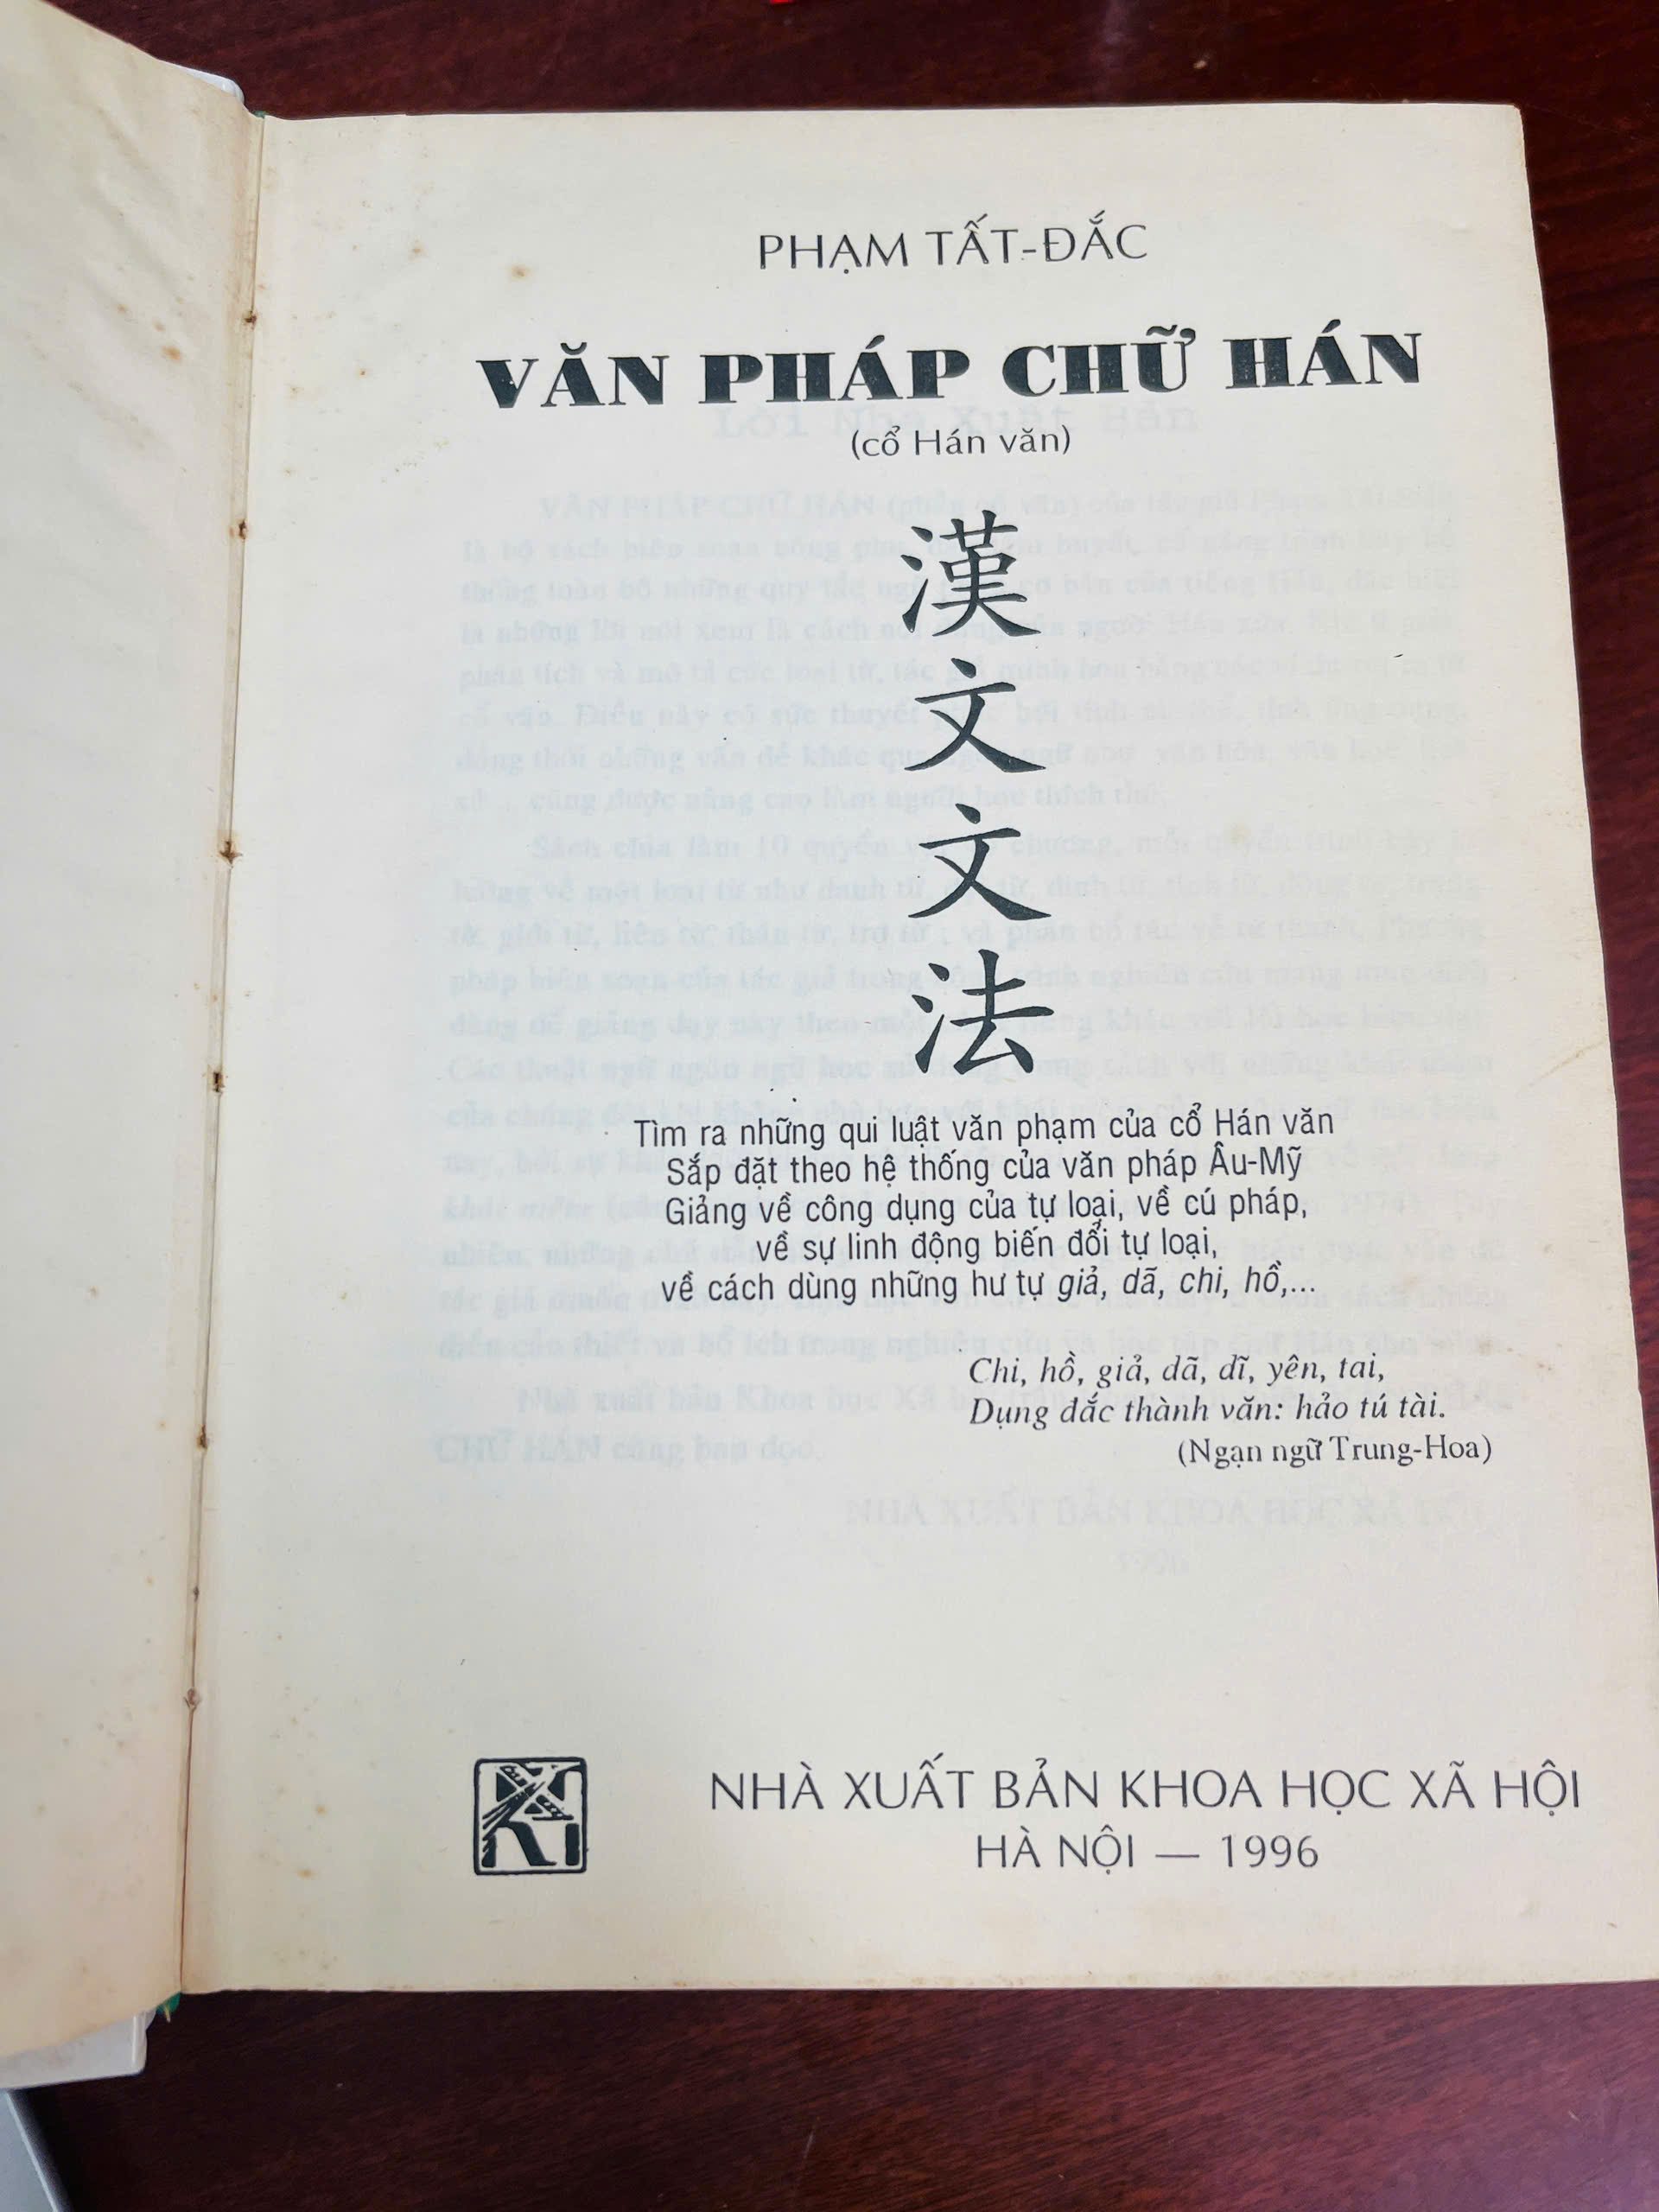 PHẠM TẤT-ĐẮC
VĂN PHÁP CHỮ HÁN
(cổ Hán văn)
漢
文
文
法
Tìm ra những qui luật văn phạm của cổ Hán văn
Sắp đặt theo hệ thống của văn pháp Âu-Mỹ
Giảng về công dụng của tự loại, về cú pháp,
về sự linh động biến đổi tự loại,
về cách dùng những hư tự giả, dã, chi, hồ,...
Chi, hồ, giả, dã, dĩ, yên, tai,
Dụng đắc thành văn: hảo tú tài.
(Ngạn ngữ Trung-Hoa)
NHÀ XUẤT BẢN KHOA HỌC XÃ HỘI
HÀ NỘI — 1996